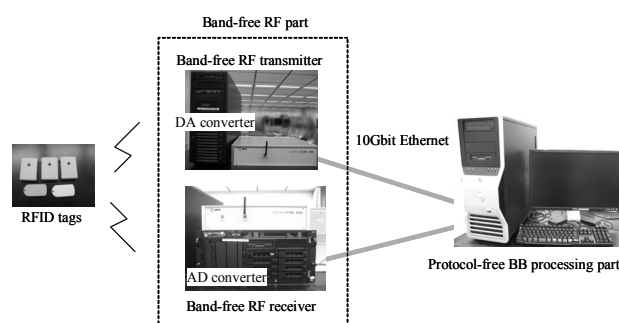 Band-free RF part
Band-free RF transmitter
DA converter
10Gbit Ethernet
RFID tags
AD converter
Protocol-free BB processing part
Band-free RF receiver